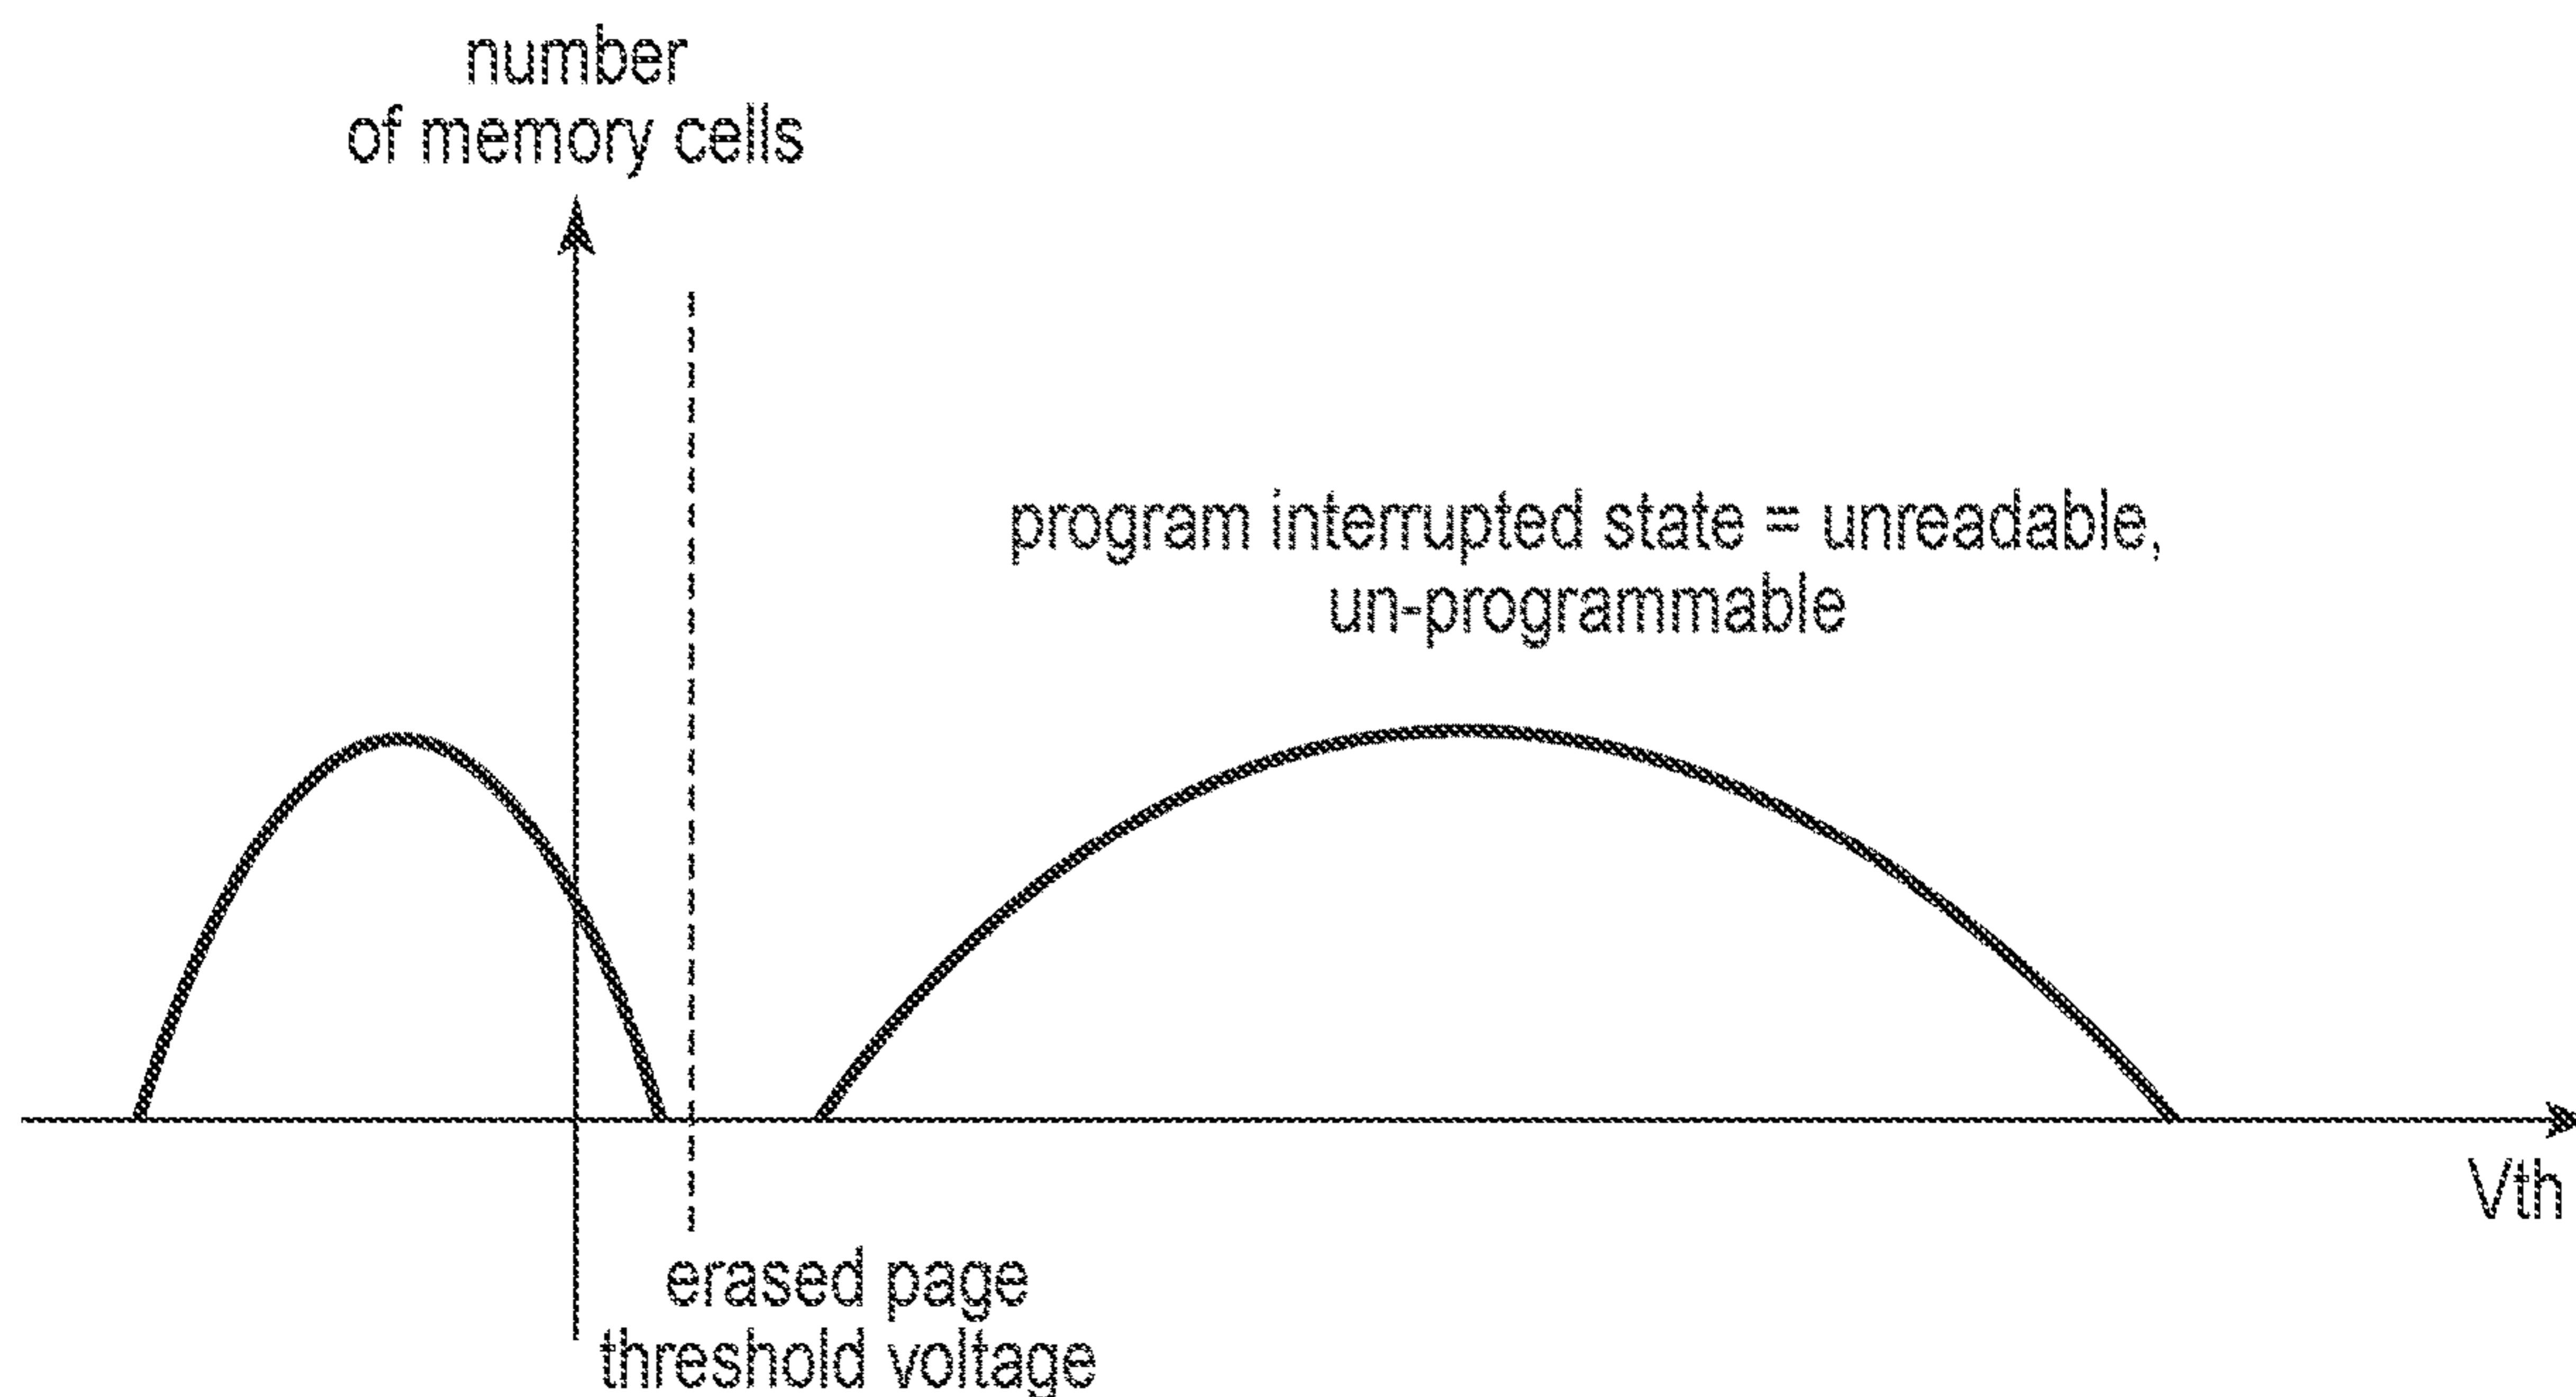 number
of memory cells
program interrupted state = unreadable,
un-programmable
Vth
erased page
threshold voltage